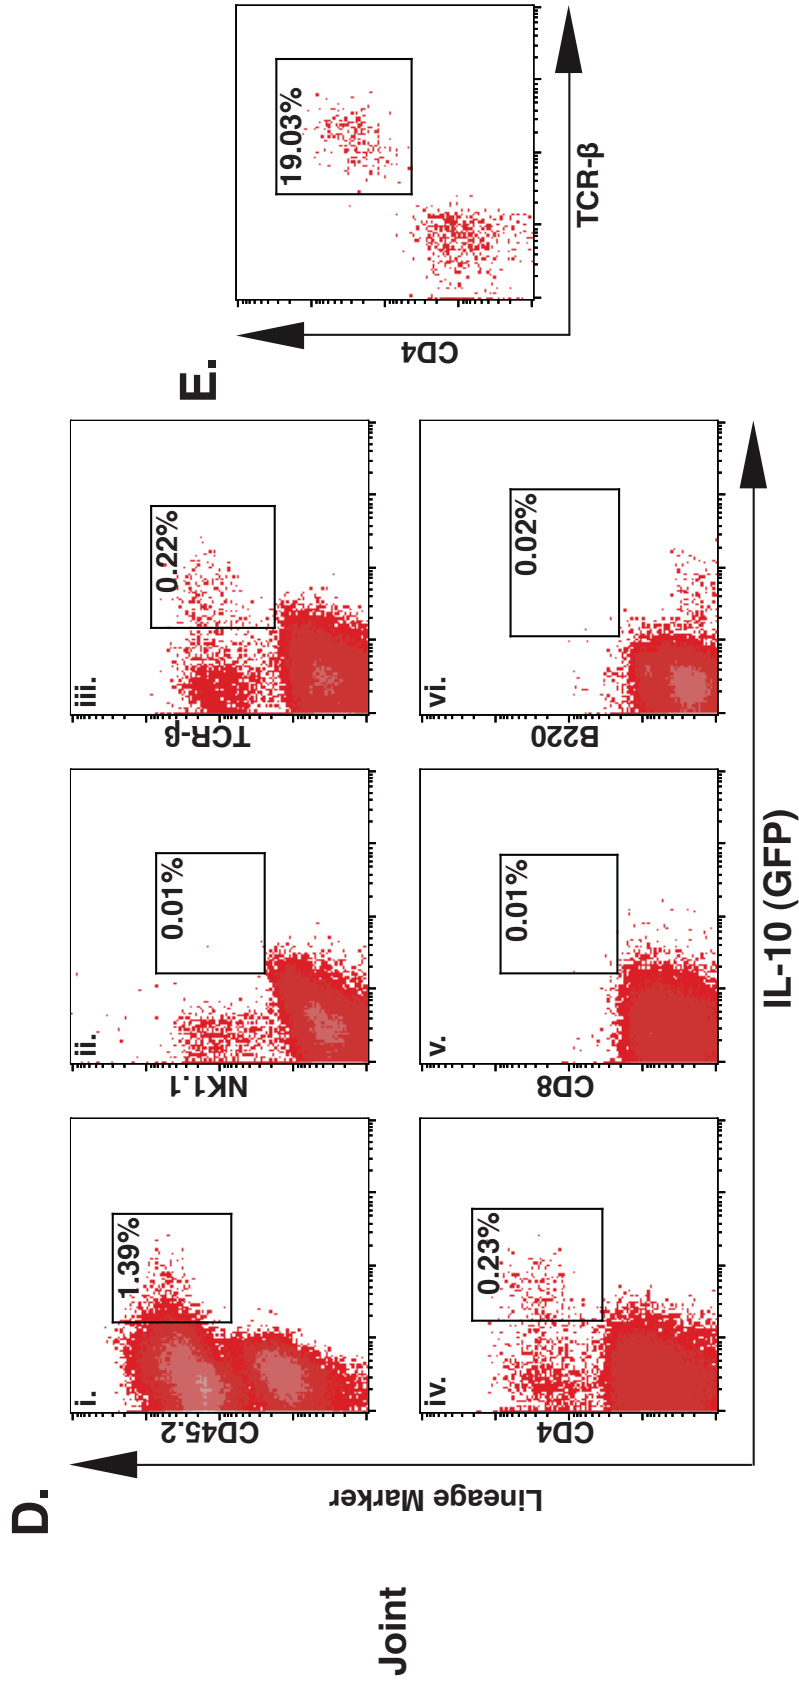 D.
Joint
Lineage Marker
i.
1.39%
CD45.2
ii.
0.01%
NK1.1
iii.
0.22%
TCR-β
iv.
0.23%
CD4
v.
0.01%
CD8
vi.
0.02%
B220
IL-10 (GFP)
E.
19.03%
CD4
TCR-β